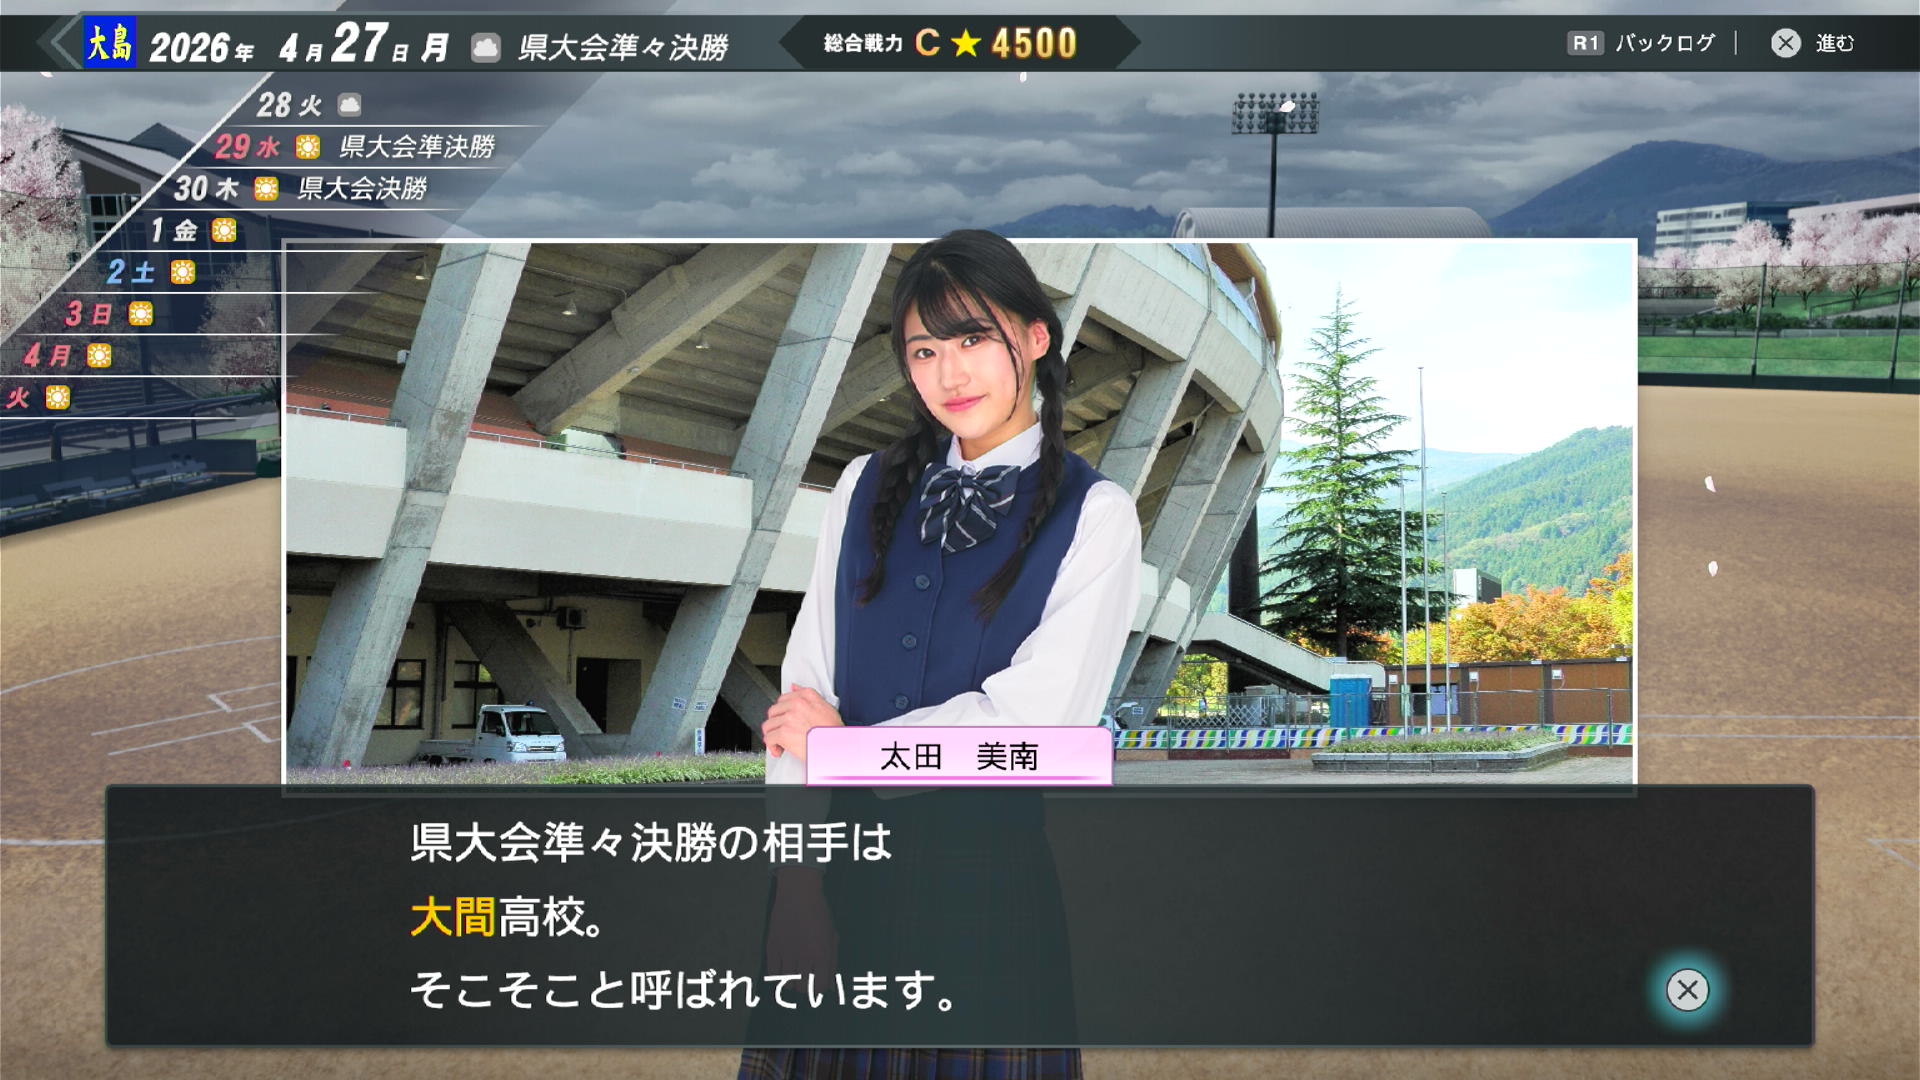 大島 2026年 4月27日 月 県大会準々決勝
総合戦力 C ★ 4500
R1 バックログ | 進む
28 火
29 水 県大会準決勝
30 木 県大会決勝
1 金
2 土
3 日
4 月
火
太田 美南
県大会準々決勝の相手は
大間高校。
そこそこと呼ばれています。